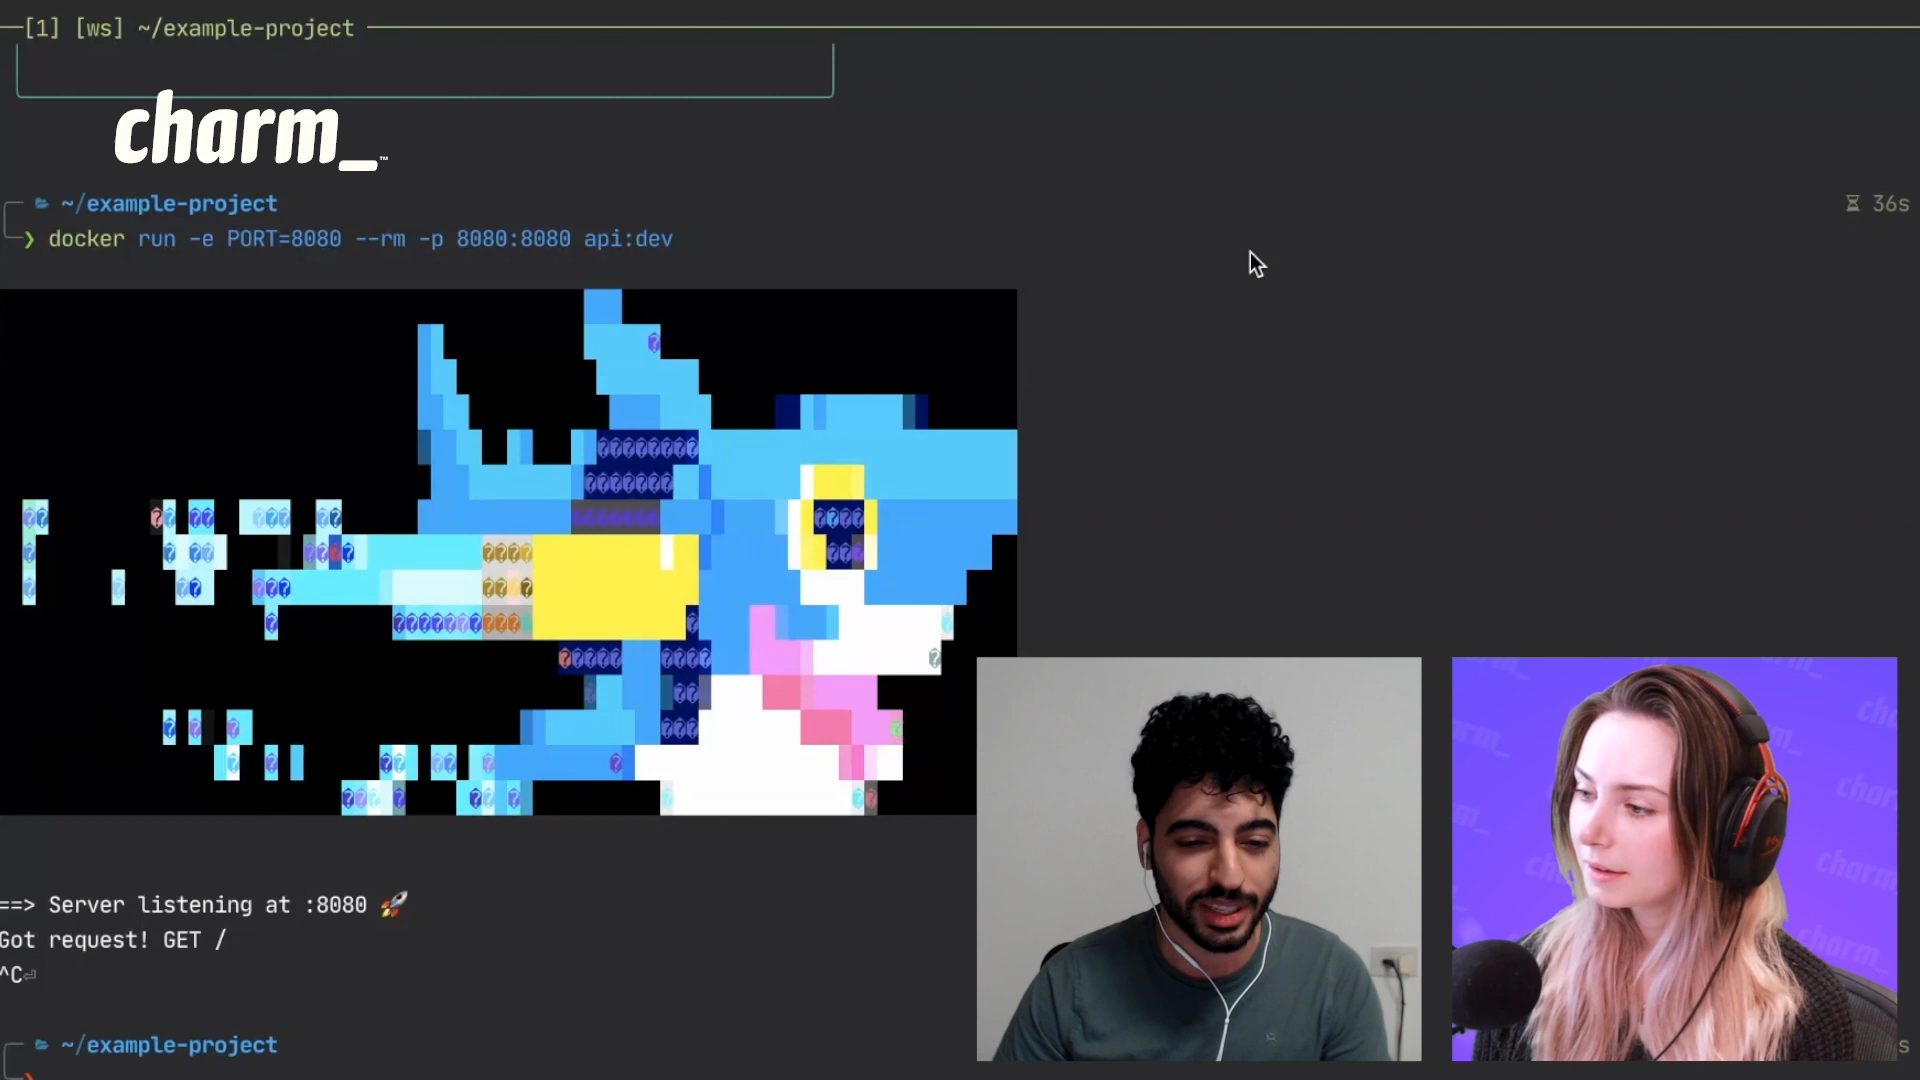 [1] [ws] ~/example-project
charm_™
~/example-project
36s
❯ docker run -e PORT=8080 --rm -p 8080:8080 api:dev
==> Server listening at :8080 🚀
Got request! GET /
^C⏎
~/example-project
s
❯